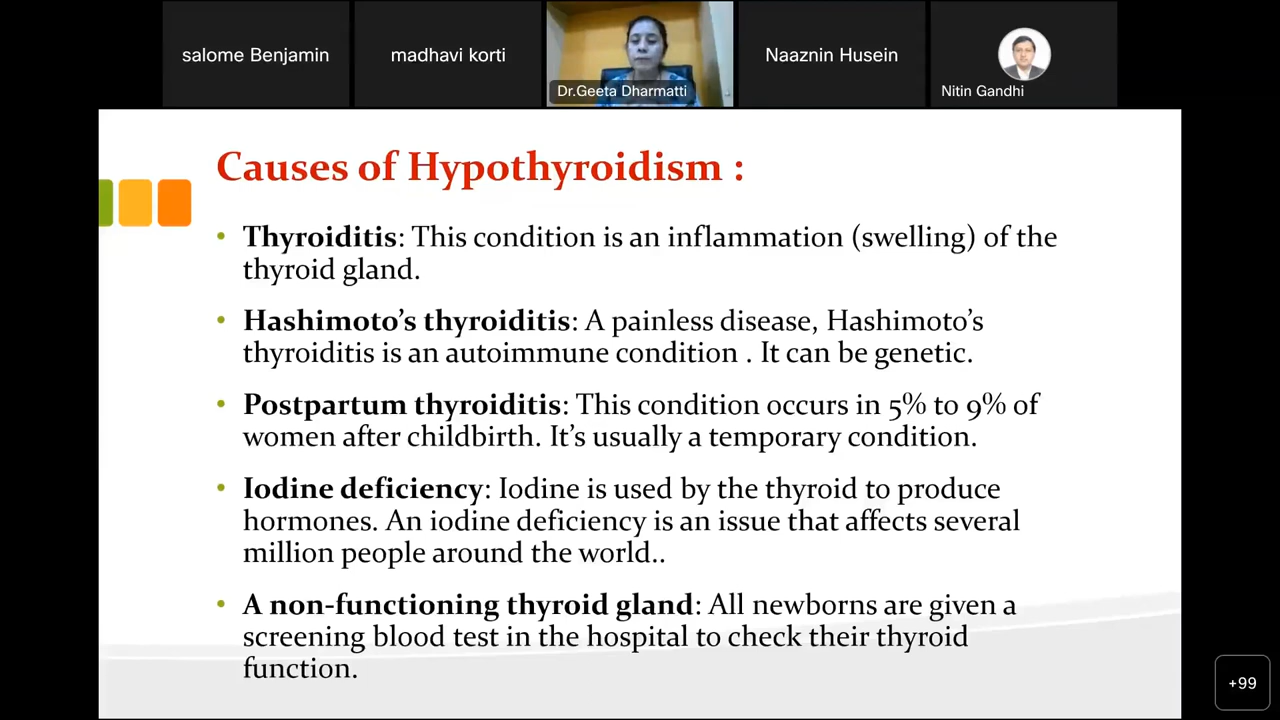 salome Benjamin
madhavi korti
Dr.Geeta Dharmatti
Naaznin Husein
Nitin Gandhi
Causes of Hypothyroidism :
• Thyroiditis: This condition is an inflammation (swelling) of the
thyroid gland.
• Hashimoto’s thyroiditis: A painless disease, Hashimoto’s
thyroiditis is an autoimmune condition . It can be genetic.
• Postpartum thyroiditis: This condition occurs in 5% to 9% of
women after childbirth. It’s usually a temporary condition.
• Iodine deficiency: Iodine is used by the thyroid to produce
hormones. An iodine deficiency is an issue that affects several
million people around the world..
• A non-functioning thyroid gland: All newborns are given a
screening blood test in the hospital to check their thyroid
function.
+99